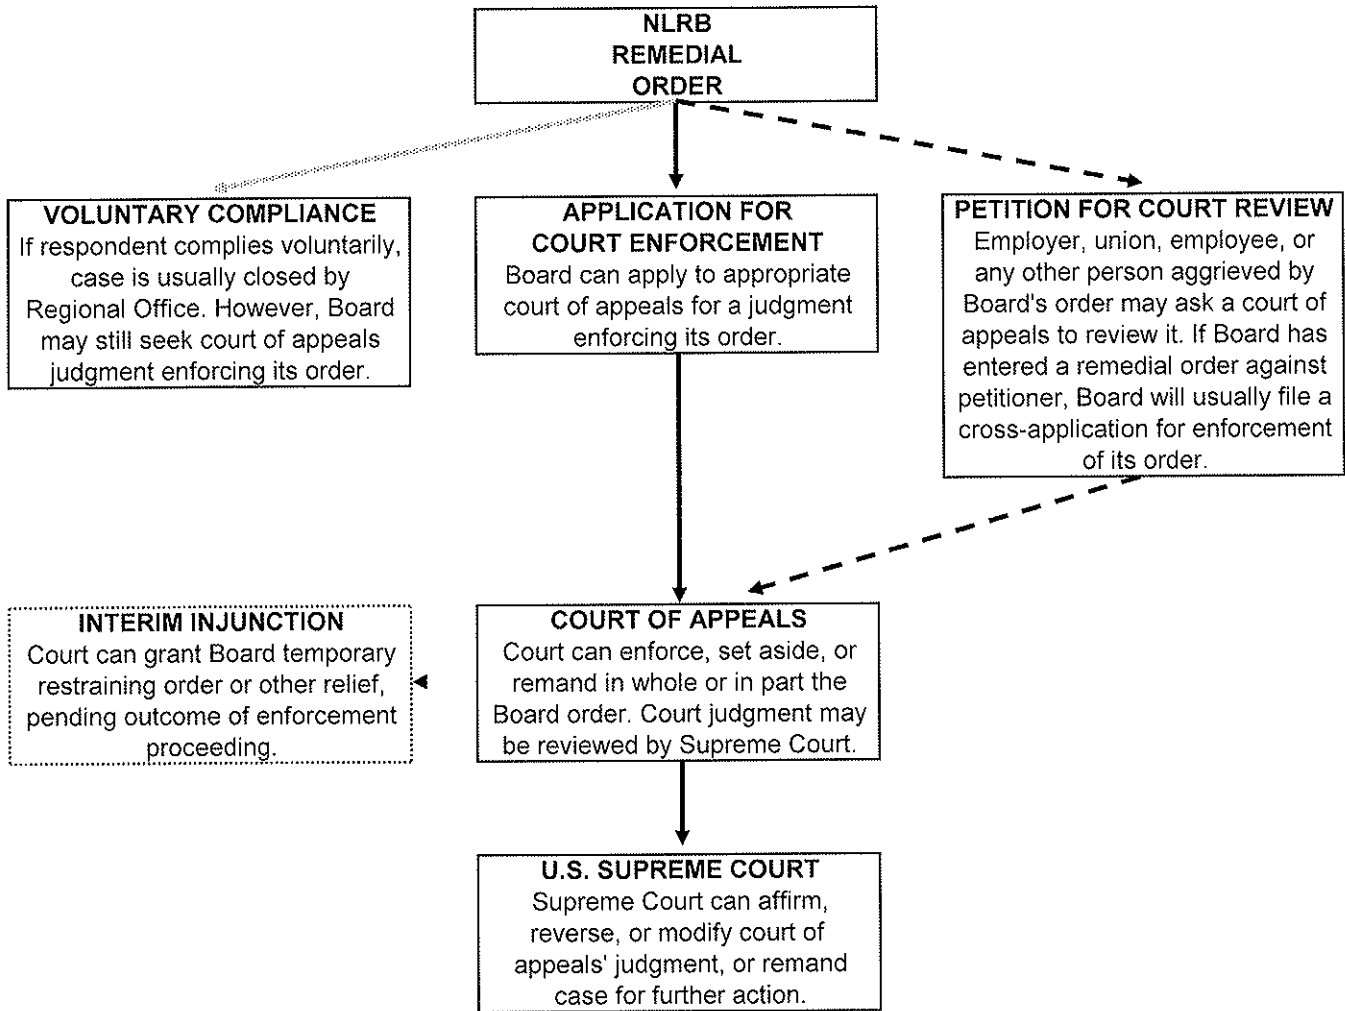 NLRB
REMEDIAL
ORDER
VOLUNTARY COMPLIANCE
If respondent complies voluntarily,
case is usually closed by
Regional Office. However, Board
may still seek court of appeals
judgment enforcing its order.
APPLICATION FOR
COURT ENFORCEMENT
Board can apply to appropriate
court of appeals for a judgment
enforcing its order.
PETITION FOR COURT REVIEW
Employer, union, employee, or
any other person aggrieved by
Board's order may ask a court of
appeals to review it. If Board has
entered a remedial order against
petitioner, Board will usually file a
cross-application for enforcement
of its order.
INTERIM INJUNCTION
Court can grant Board temporary
restraining order or other relief,
pending outcome of enforcement
proceeding.
COURT OF APPEALS
Court can enforce, set aside, or
remand in whole or in part the
Board order. Court judgment may
be reviewed by Supreme Court.
U.S. SUPREME COURT
Supreme Court can affirm,
reverse, or modify court of
appeals' judgment, or remand
case for further action.